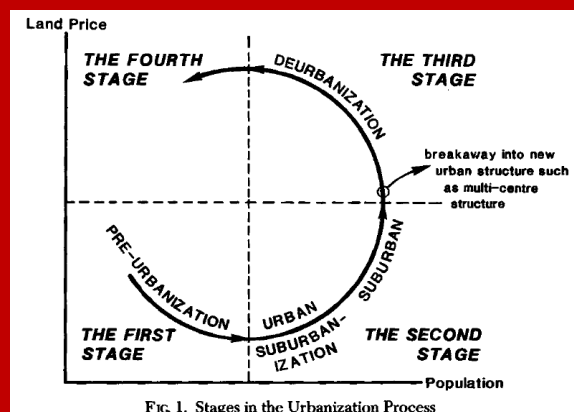 Land Price
THE FOURTH
STAGE
THE THIRD
STAGE
DEURBANIZATION
breakaway into new
urban structure such
as multi-centre
structure
PRE-URBANIZATION
URBAN
SUBURBAN
SUBURBAN-
IZATION
THE FIRST
STAGE
THE SECOND
STAGE
Population
FIG. 1. Stages in the Urbanization Process